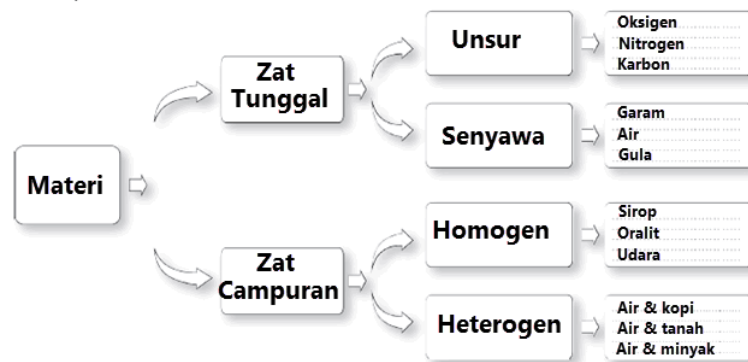 Materi
Zat
Tunggal
Unsur
Oksigen
Nitrogen
Karbon
Senyawa
Garam
Air
Gula
Zat
Campuran
Homogen
Sirop
Oralit
Udara
Heterogen
Air & kopi
Air & tanah
Air & minyak